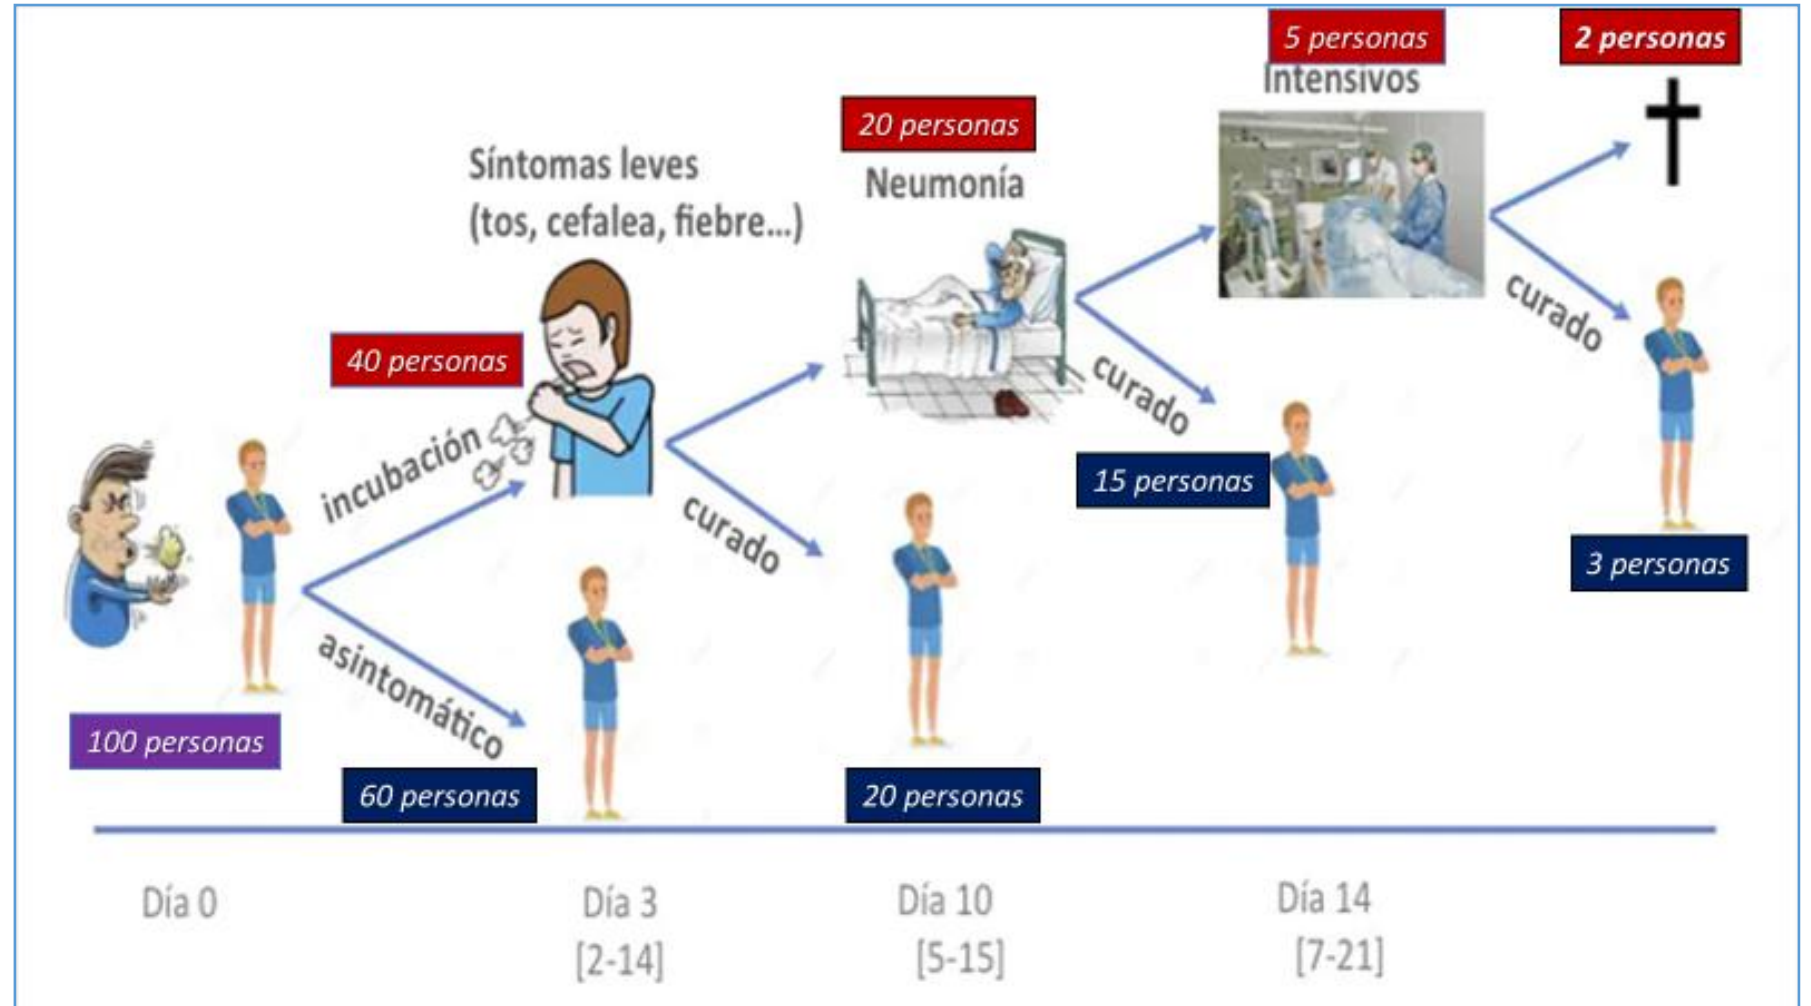 5 personas
2 personas
Intensivos
20 personas
Neumonía
Síntomas leves
(tos, cefalea, fiebre...)
40 personas
curado
curado
incubación
15 personas
curado
3 personas
asintomático
100 personas
60 personas
20 personas
Día 0
Día 3
Día 10
Día 14
[2-14]
[5-15]
[7-21]